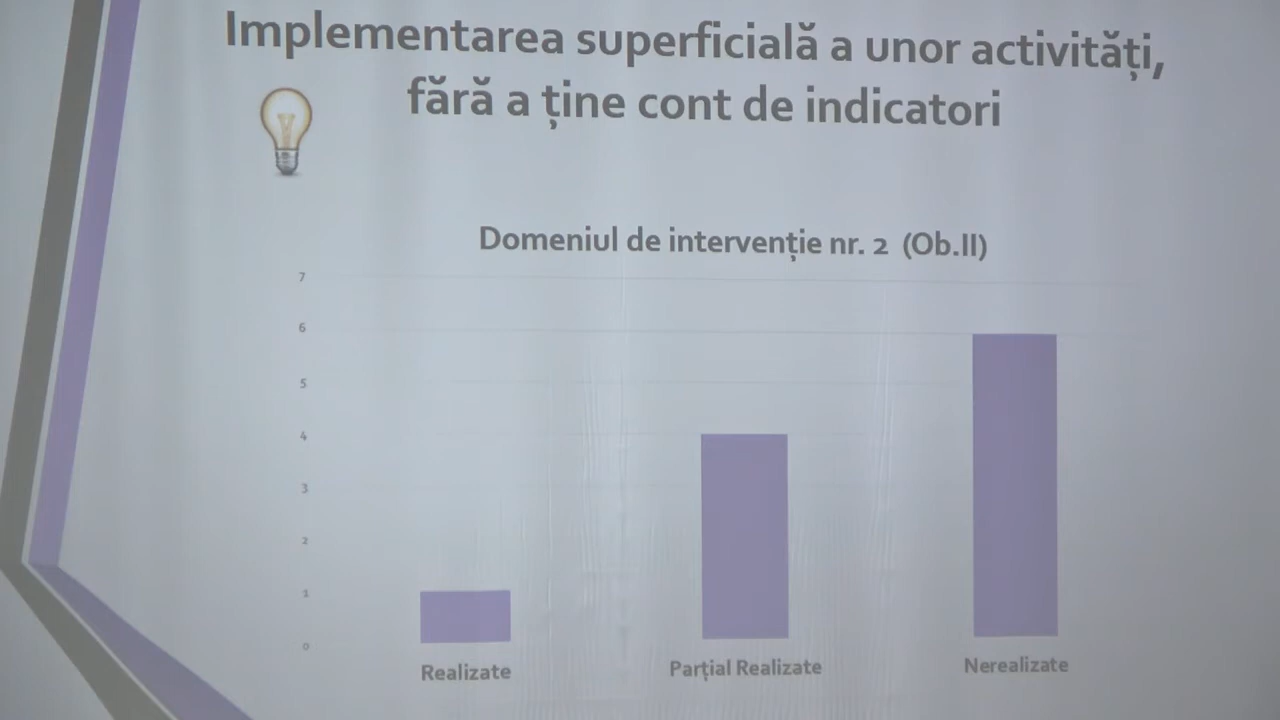 Implementarea superficială a unor activități,
fără a ține cont de indicatori
Domeniul de intervenție nr. 2 (Ob.II)
7
6
5
4
3
2
1
0
Realizate
Parțial Realizate
Nerealizate